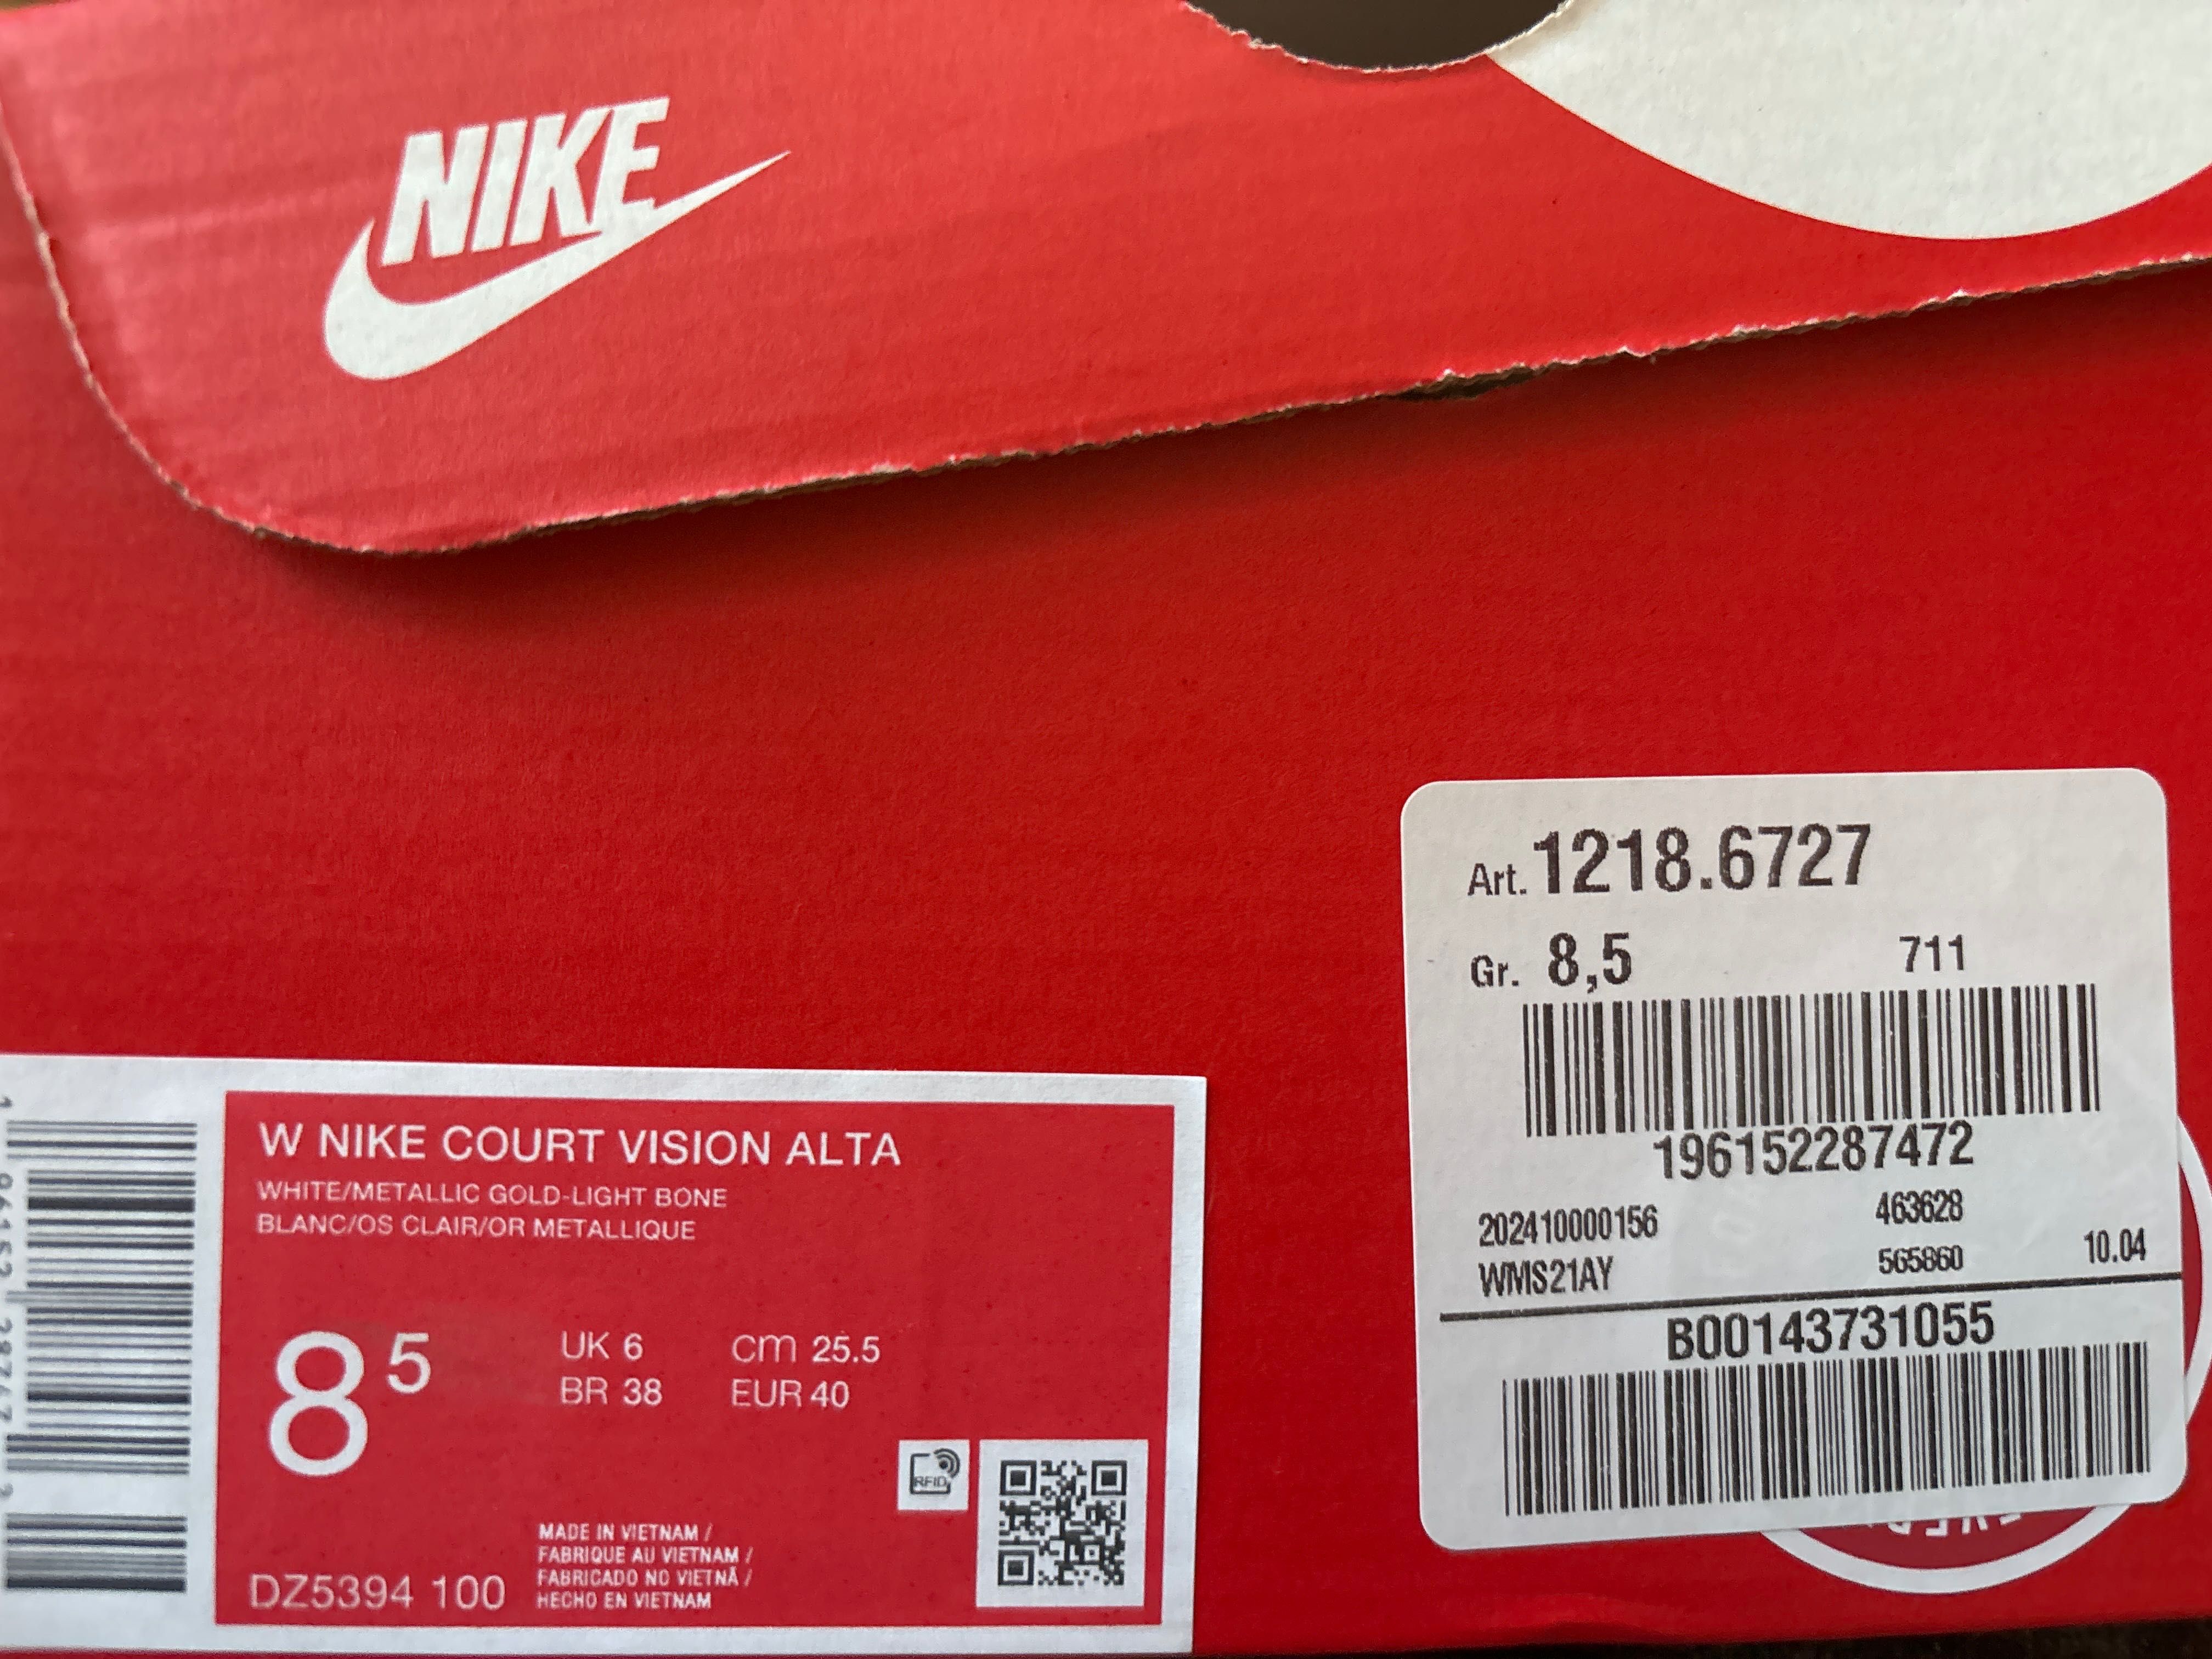 NIKE
Art. 1218.6727
Gr. 8,5 711
196152287472
202410000156 463628
WMS21AY 565860 10.04
B00143731055
W NIKE COURT VISION ALTA
WHITE/METALLIC GOLD-LIGHT BONE
BLANC/OS CLAIR/OR METALLIQUE
8 5
UK 6 cm 25.5
BR 38 EUR 40
RFID
MADE IN VIETNAM /
FABRIQUE AU VIETNAM /
FABRICADO NO VIETNÃ /
HECHO EN VIETNAM
DZ5394 100